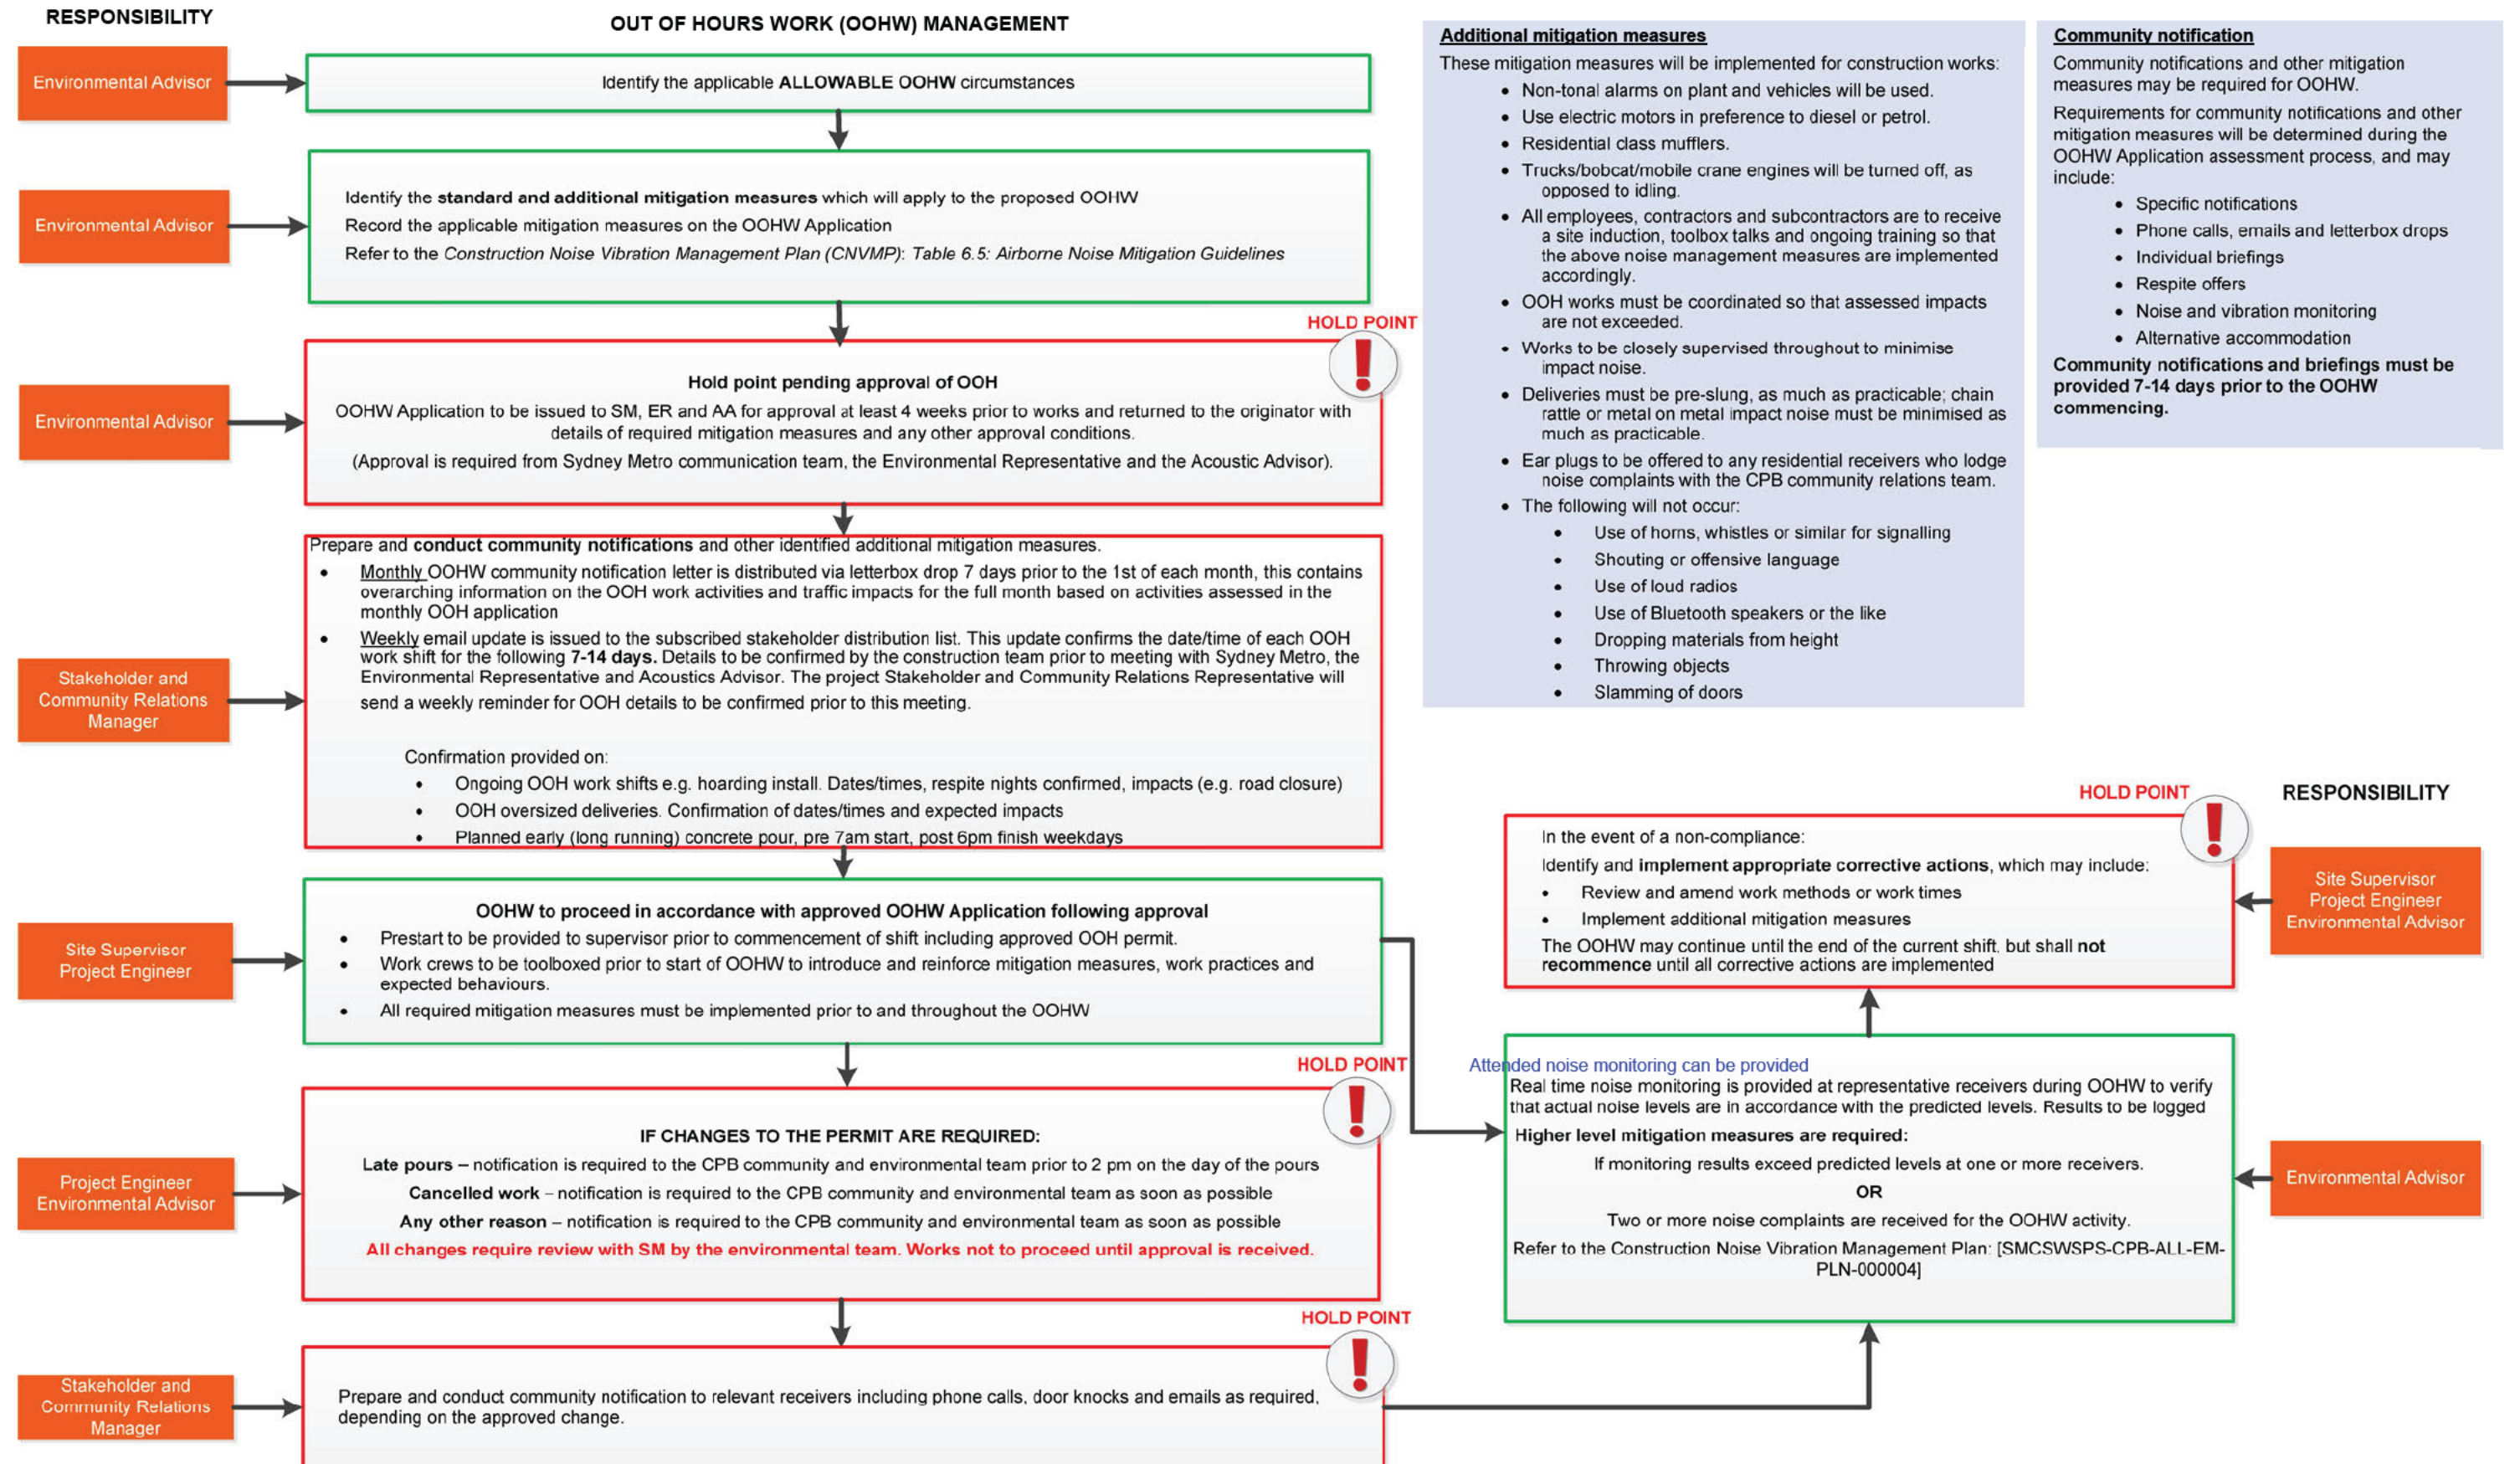 RESPONSIBILITY
OUT OF HOURS WORK (OOHW) MANAGEMENT
Environmental Advisor
Identify the applicable ALLOWABLE OOHW circumstances
Environmental Advisor
Identify the standard and additional mitigation measures which will apply to the proposed OOHW
Record the applicable mitigation measures on the OOHW Application
Refer to the Construction Noise Vibration Management Plan (CNVMP): Table 6.5: Airborne Noise Mitigation Guidelines
HOLD POINT
Environmental Advisor
Hold point pending approval of OOH
OOHW Application to be issued to SM, ER and AA for approval at least 4 weeks prior to works and returned to the originator with
details of required mitigation measures and any other approval conditions.
(Approval is required from Sydney Metro communication team, the Environmental Representative and the Acoustic Advisor).
Stakeholder and
Community Relations
Manager
Prepare and conduct community notifications and other identified additional mitigation measures.
• Monthly OOHW community notification letter is distributed via letterbox drop 7 days prior to the 1st of each month, this contains
overarching information on the OOH work activities and traffic impacts for the full month based on activities assessed in the
monthly OOH application
• Weekly email update is issued to the subscribed stakeholder distribution list. This update confirms the date/time of each OOH
work shift for the following 7-14 days. Details to be confirmed by the construction team prior to meeting with Sydney Metro, the
Environmental Representative and Acoustics Advisor. The project Stakeholder and Community Relations Representative will
send a weekly reminder for OOH details to be confirmed prior to this meeting.
Confirmation provided on:
• Ongoing OOH work shifts e.g. hoarding install. Dates/times, respite nights confirmed, impacts (e.g. road closure)
• OOH oversized deliveries. Confirmation of dates/times and expected impacts
• Planned early (long running) concrete pour, pre 7am start, post 6pm finish weekdays
Site Supervisor
Project Engineer
OOHW to proceed in accordance with approved OOHW Application following approval
• Prestart to be provided to supervisor prior to commencement of shift including approved OOH permit.
• Work crews to be toolboxed prior to start of OOHW to introduce and reinforce mitigation measures, work practices and
expected behaviours.
• All required mitigation measures must be implemented prior to and throughout the OOHW
HOLD POINT
Project Engineer
Environmental Advisor
IF CHANGES TO THE PERMIT ARE REQUIRED:
Late pours – notification is required to the CPB community and environmental team prior to 2 pm on the day of the pours
Cancelled work – notification is required to the CPB community and environmental team as soon as possible
Any other reason – notification is required to the CPB community and environmental team as soon as possible
All changes require review with SM by the environmental team. Works not to proceed until approval is received.
HOLD POINT
Stakeholder and
Community Relations
Manager
Prepare and conduct community notification to relevant receivers including phone calls, door knocks and emails as required,
depending on the approved change.
Additional mitigation measures
These mitigation measures will be implemented for construction works:
• Non-tonal alarms on plant and vehicles will be used.
• Use electric motors in preference to diesel or petrol.
• Residential class mufflers.
• Trucks/bobcat/mobile crane engines will be turned off, as
opposed to idling.
• All employees, contractors and subcontractors are to receive
a site induction, toolbox talks and ongoing training so that
the above noise management measures are implemented
accordingly.
• OOH works must be coordinated so that assessed impacts
are not exceeded.
• Works to be closely supervised throughout to minimise
impact noise.
• Deliveries must be pre-slung, as much as practicable; chain
rattle or metal on metal impact noise must be minimised as
much as practicable.
• Ear plugs to be offered to any residential receivers who lodge
noise complaints with the CPB community relations team.
• The following will not occur:
• Use of horns, whistles or similar for signalling
• Shouting or offensive language
• Use of loud radios
• Use of Bluetooth speakers or the like
• Dropping materials from height
• Throwing objects
• Slamming of doors
Community notification
Community notifications and other mitigation
measures may be required for OOHW.
Requirements for community notifications and other
mitigation measures will be determined during the
OOHW Application assessment process, and may
include:
• Specific notifications
• Phone calls, emails and letterbox drops
• Individual briefings
• Respite offers
• Noise and vibration monitoring
• Alternative accommodation
Community notifications and briefings must be
provided 7-14 days prior to the OOHW
commencing.
HOLD POINT
RESPONSIBILITY
In the event of a non-compliance:
Identify and implement appropriate corrective actions, which may include:
• Review and amend work methods or work times
• Implement additional mitigation measures
The OOHW may continue until the end of the current shift, but shall not
recommence until all corrective actions are implemented
Site Supervisor
Project Engineer
Environmental Advisor
Attended noise monitoring can be provided
Real time noise monitoring is provided at representative receivers during OOHW to verify
that actual noise levels are in accordance with the predicted levels. Results to be logged
Higher level mitigation measures are required:
If monitoring results exceed predicted levels at one or more receivers.
OR
Two or more noise complaints are received for the OOHW activity.
Refer to the Construction Noise Vibration Management Plan: [SMCSWSPS-CPB-ALL-EM-
PLN-000004]
Environmental Advisor